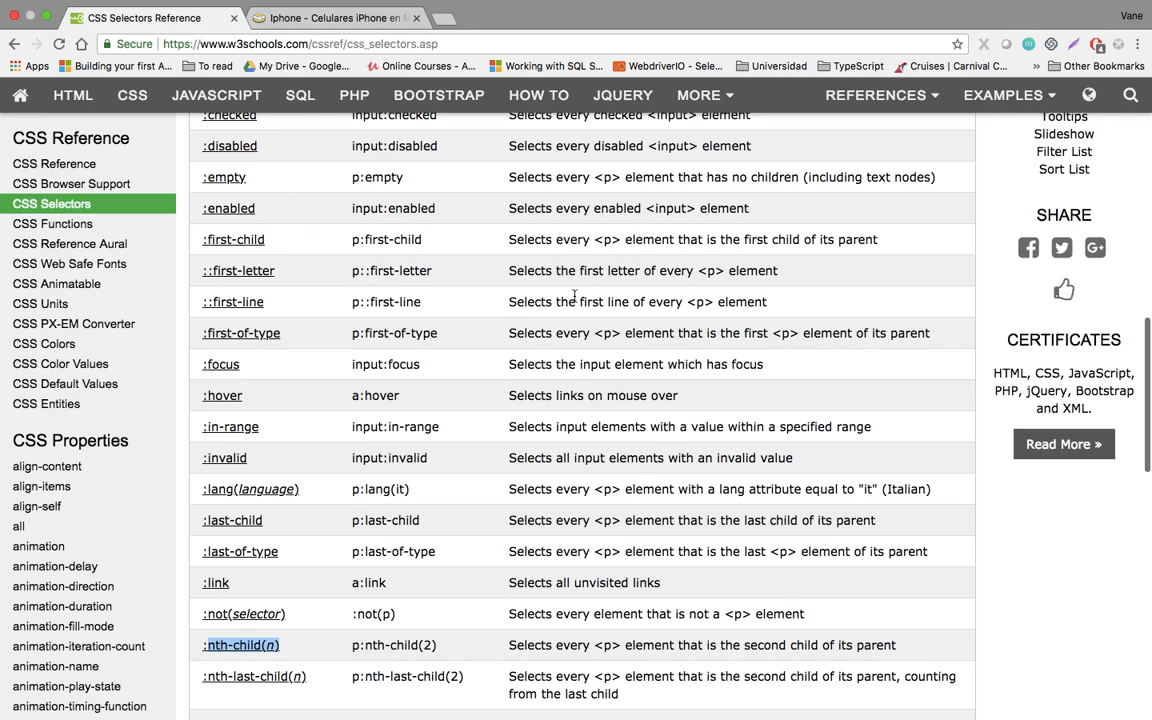 CSS Selectors Reference
Iphone - Celulares iPhone en
Vane
Secure
https://www.w3schools.com/cssref/css_selectors.asp
4
Apps
Building your first A...
To read
My Drive - Google...
Online Courses - A...
Working with SQL S...
WebdriverIO - Sele...
Universidad
TypeScript
Cruises | Carnival C...
»
Other Bookmarks
HTML
CSS
JAVASCRIPT
SQL
PHP
BOOTSTRAP
HOW TO
JQUERY
MORE
REFERENCES
EXAMPLES
CSS Reference
CSS Reference
CSS Browser Support
CSS Selectors
CSS Functions
CSS Reference Aural
CSS Web Safe Fonts
CSS Animatable
CSS Units
CSS PX-EM Converter
CSS Colors
CSS Color Values
CSS Default Values
CSS Entities
CSS Properties
align-content
align-items
align-self
all
animation
animation-delay
animation-direction
animation-duration
animation-fill-mode
animation-iteration-count
animation-name
animation-play-state
animation-timing-function
:checked input:checked Selects every checked <input> element
:disabled input:disabled Selects every disabled <input> element
:empty p:empty Selects every <p> element that has no children (including text nodes)
:enabled input:enabled Selects every enabled <input> element
:first-child p:first-child Selects every <p> element that is the first child of its parent
::first-letter p::first-letter Selects the first letter of every <p> element
::first-line p::first-line Selects the first line of every <p> element
:first-of-type p:first-of-type Selects every <p> element that is the first <p> element of its parent
:focus input:focus Selects the input element which has focus
:hover a:hover Selects links on mouse over
:in-range input:in-range Selects input elements with a value within a specified range
:invalid input:invalid Selects all input elements with an invalid value
:lang(language) p:lang(it) Selects every <p> element with a lang attribute equal to "it" (Italian)
:last-child p:last-child Selects every <p> element that is the last child of its parent
:last-of-type p:last-of-type Selects every <p> element that is the last <p> element of its parent
:link a:link Selects all unvisited links
:not(selector) :not(p) Selects every element that is not a <p> element
:nth-child(n) p:nth-child(2) Selects every <p> element that is the second child of its parent
:nth-last-child(n) p:nth-last-child(2) Selects every <p> element that is the second child of its parent, counting
from the last child
Tooltips
Slideshow
Filter List
Sort List
SHARE
CERTIFICATES
HTML, CSS, JavaScript,
PHP, jQuery, Bootstrap
and XML.
Read More »